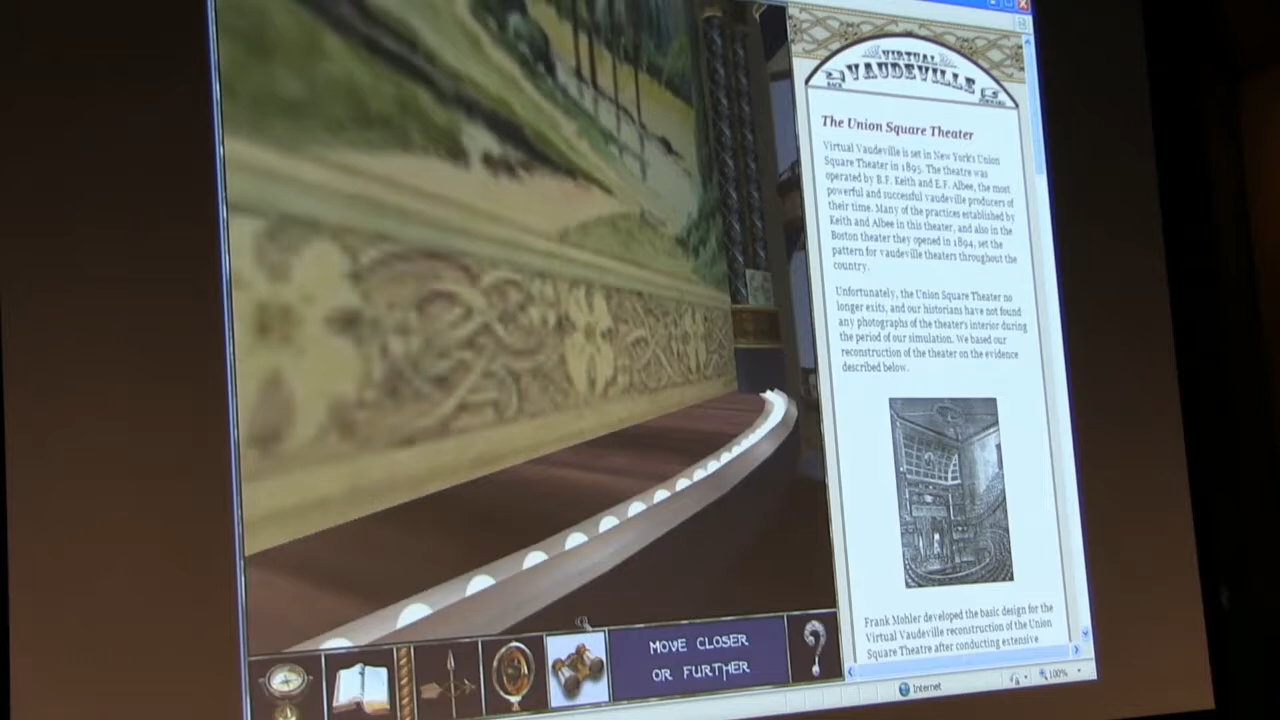 VIRTUAL
VAUDEVILLE
BACK
FORWARD
The Union Square Theater
Virtual Vaudeville is set in New York's Union
Square Theater in 1895. The theatre was
operated by B.F. Keith and E.F. Albee, the most
powerful and successful vaudeville producers of
their time. Many of the practices established by
Keith and Albee in this theater, and also in the
Boston theater they opened in 1894, set the
pattern for vaudeville theaters throughout the
country.
Unfortunately, the Union Square Theater no
longer exits, and our historians have not found
any photographs of the theater's interior during
the period of our simulation. We based our
reconstruction of the theater on the evidence
described below.
Frank Mohler developed the basic design for the
Virtual Vaudeville reconstruction of the Union
Square Theatre after conducting extensive
MOVE CLOSER
OR FURTHER
Internet
100%